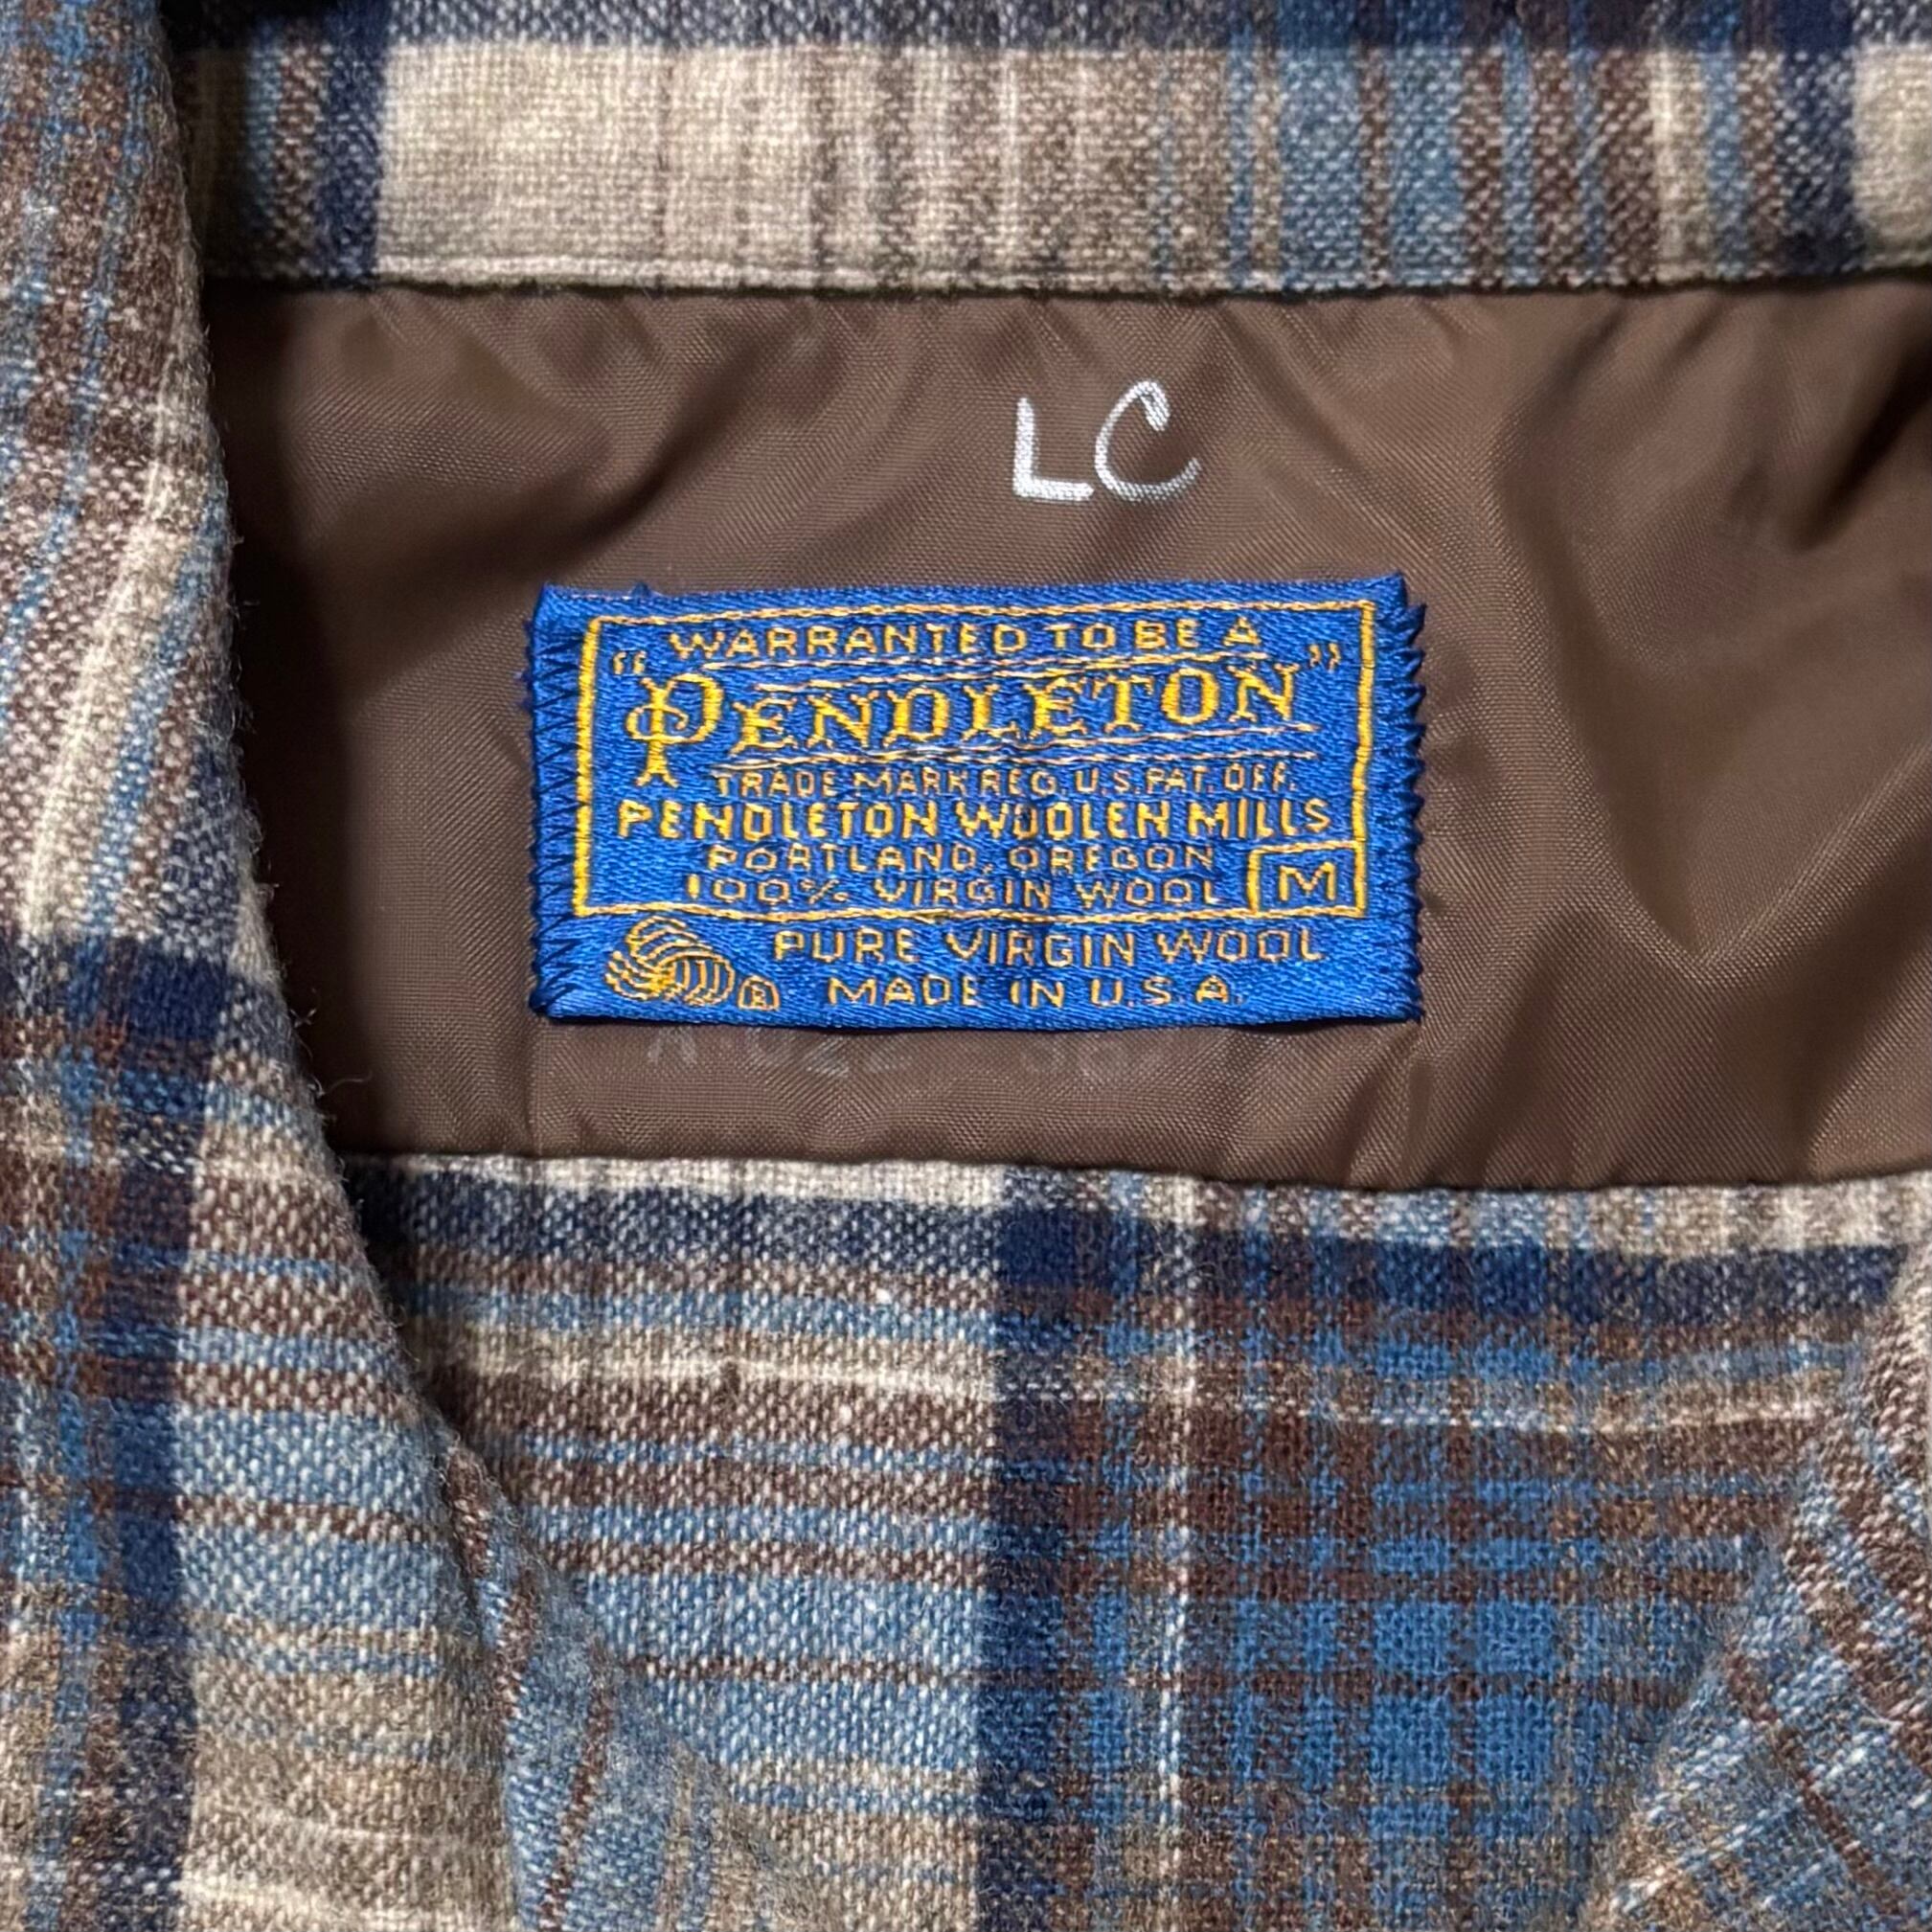 LC
WARRANTED TO BE A
"PENDLETON"
TRADE MARK REG. U.S. PAT. OFF.
PENDLETON WOOLEN MILLS
PORTLAND, OREGON
100% VIRGIN WOOL M
PURE VIRGIN WOOL
® MADE IN U.S.A.